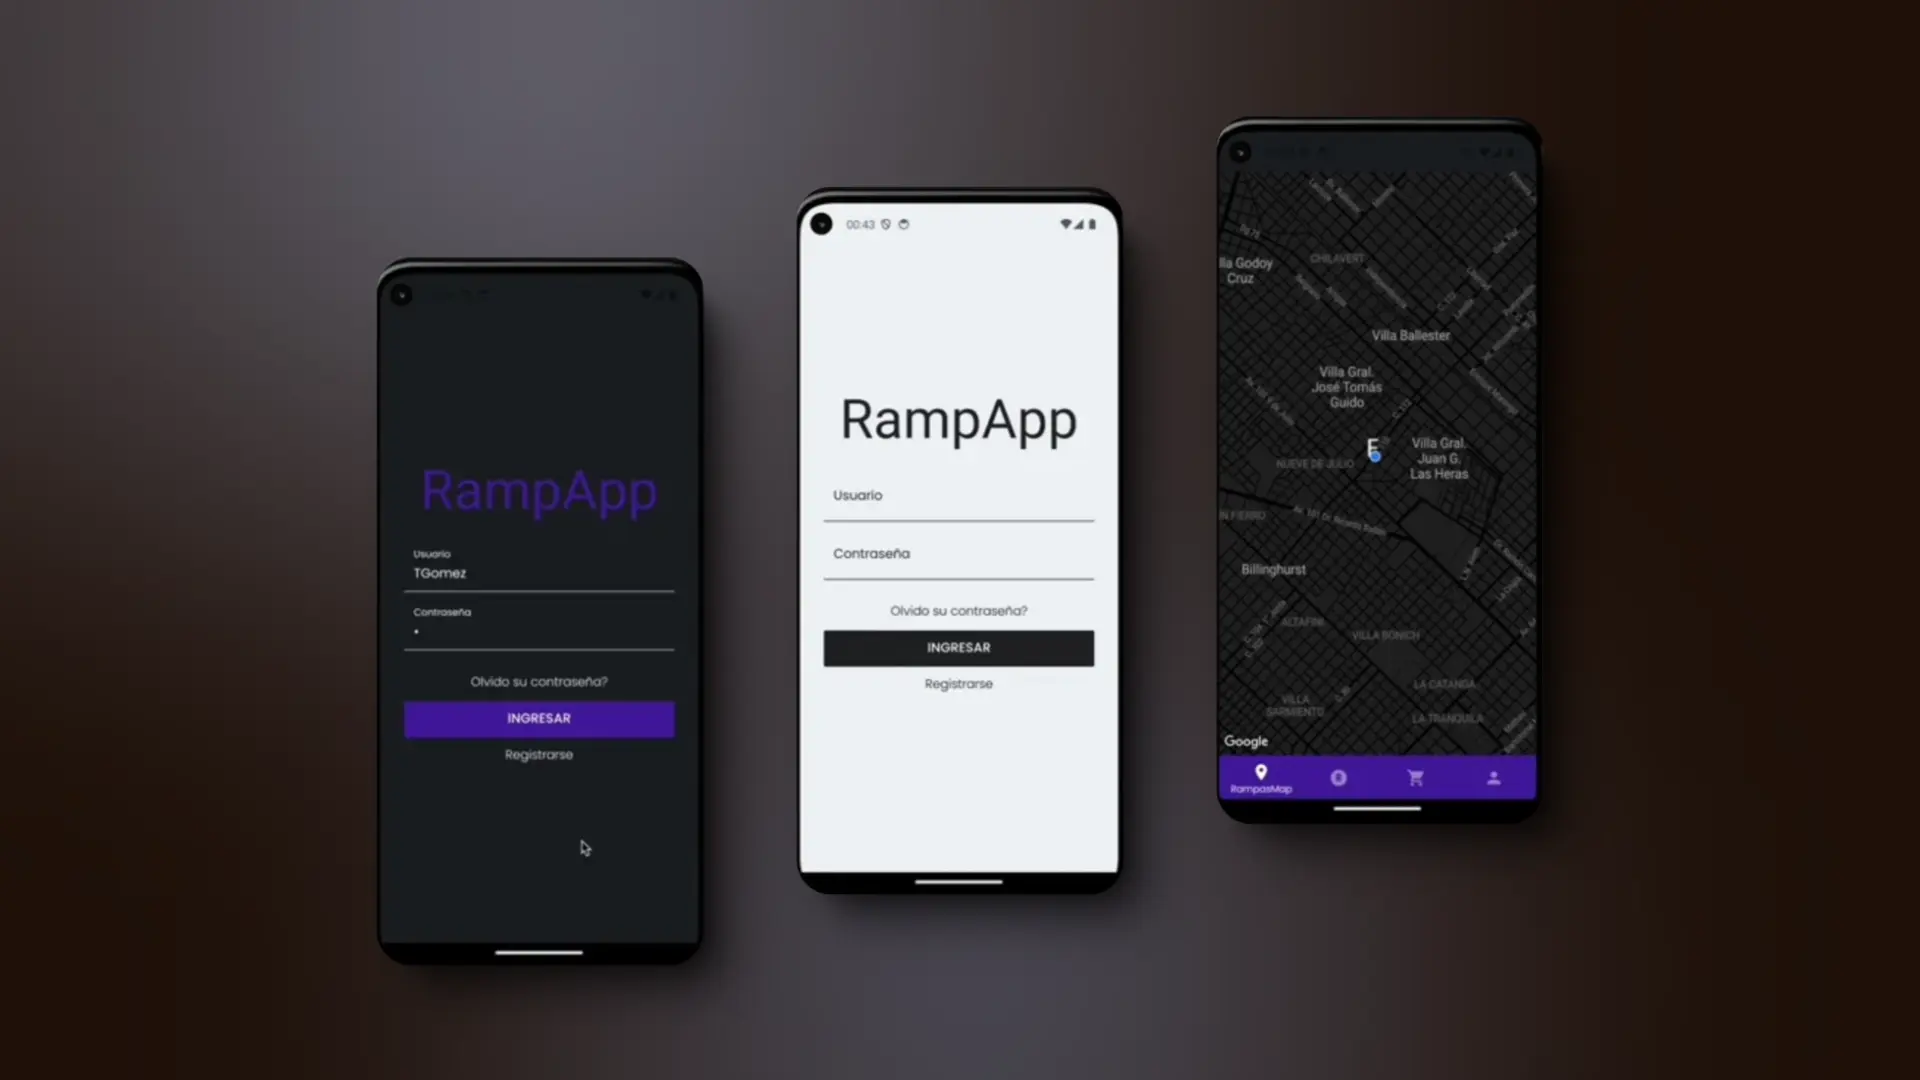 RampApp
Usuario
TGomez
Contraseña
•
Olvido su contraseña?
INGRESAR
Registrarse
00:43
RampApp
Usuario
Contraseña
Olvido su contraseña?
INGRESAR
Registrarse
CHILAVERT
lla Godoy
Cruz
Villa Ballester
Villa Gral.
José Tomás
Guido
Villa Gral.
Juan G.
Las Heras
NUEVE DE JULIO
N FIERRO
Billinghurst
ALTAFINI
VILLA BONICH
LA CATANGA
VILLA
SARMIENTO
LA TRANQUILA
Google
RampasMap